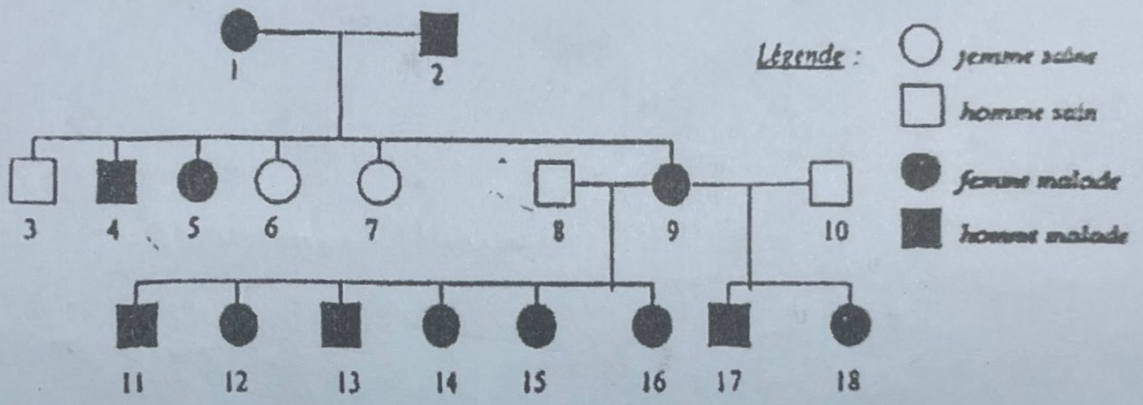 1
2
Légende :
femme saine
homme sain
femme malade
homme malade
3 4 5 6 7 8 9 10
11 12 13 14 15 16 17 18